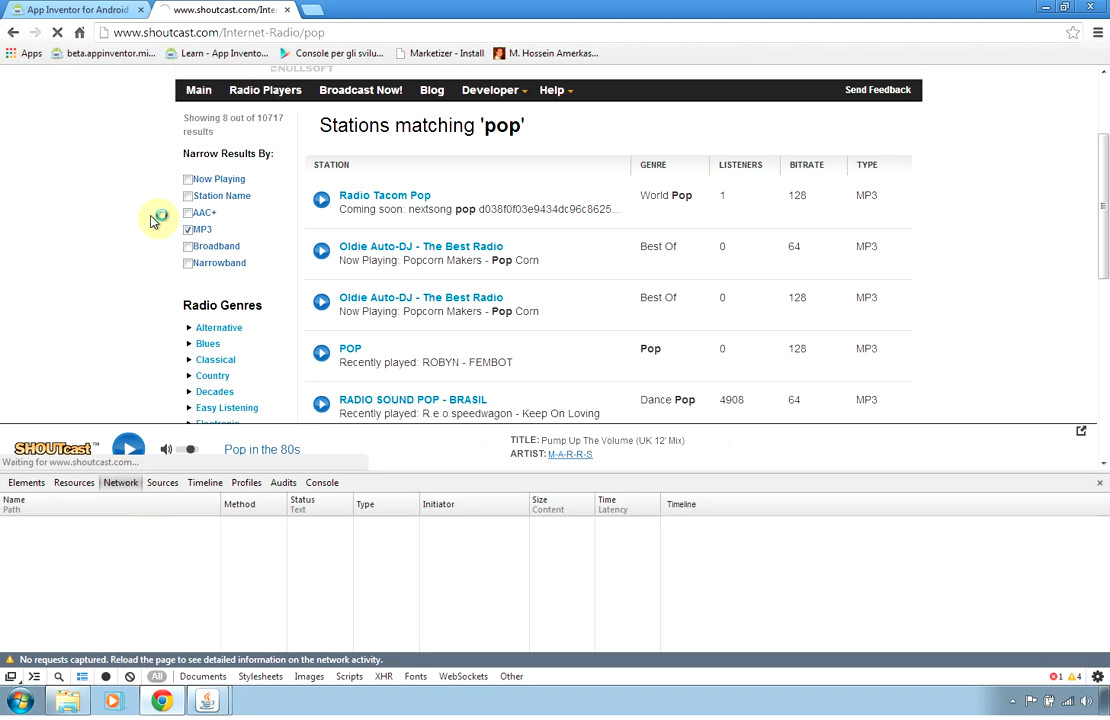 App Inventor for Android
www.shoutcast.com/Inter
www.shoutcast.com/Internet-Radio/pop
Apps
beta.appinventor.mi...
Learn - App Invento...
Console per gli svilu...
Marketizer - Install
M. Hossein Amerkas...
NULLSOFT
Main
Radio Players
Broadcast Now!
Blog
Developer
Help
Send Feedback
Showing 8 out of 10717
results
Narrow Results By:
Now Playing
Station Name
AAC+
MP3
Broadband
Narrowband
Radio Genres
Alternative
Blues
Classical
Country
Decades
Easy Listening
Electronic
Stations matching 'pop'
STATION GENRE LISTENERS BITRATE TYPE
Radio Tacom Pop World Pop 1 128 MP3
Coming soon: nextsong pop d038f0f03e9434dc96c8625...
Oldie Auto-DJ - The Best Radio Best Of 0 64 MP3
Now Playing: Popcorn Makers - Pop Corn
Oldie Auto-DJ - The Best Radio Best Of 0 128 MP3
Now Playing: Popcorn Makers - Pop Corn
POP Pop 0 128 MP3
Recently played: ROBYN - FEMBOT
RADIO SOUND POP - BRASIL Dance Pop 4908 64 MP3
Recently played: R.e.o.speedwagon - Keep On Loving
SHOUTcast™
Pop in the 80s
TITLE: Pump Up The Volume (UK 12' Mix)
ARTIST: M-A-R-R-S
Waiting for www.shoutcast.com...
Elements Resources Network Sources Timeline Profiles Audits Console
Name
Path
Method
Status
Text
Type
Initiator
Size
Content
Time
Latency
Timeline
No requests captured. Reload the page to see detailed information on the network activity.
All Documents Stylesheets Images Scripts XHR Fonts WebSockets Other
1 4